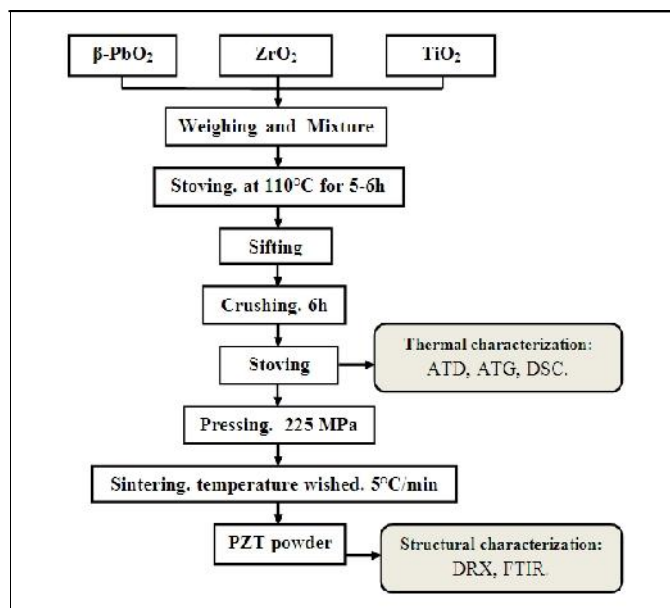 β-PbO₂ ZrO₂ TiO₂
Weighing and Mixture
Stoving. at 110°C for 5-6h
Sifting
Crushing. 6h
Stoving
Thermal characterization:
ATD, ATG, DSC.
Pressing. 225 MPa
Sintering. temperature wished. 5°C/min
PZT powder
Structural characterization:
DRX, FTIR.